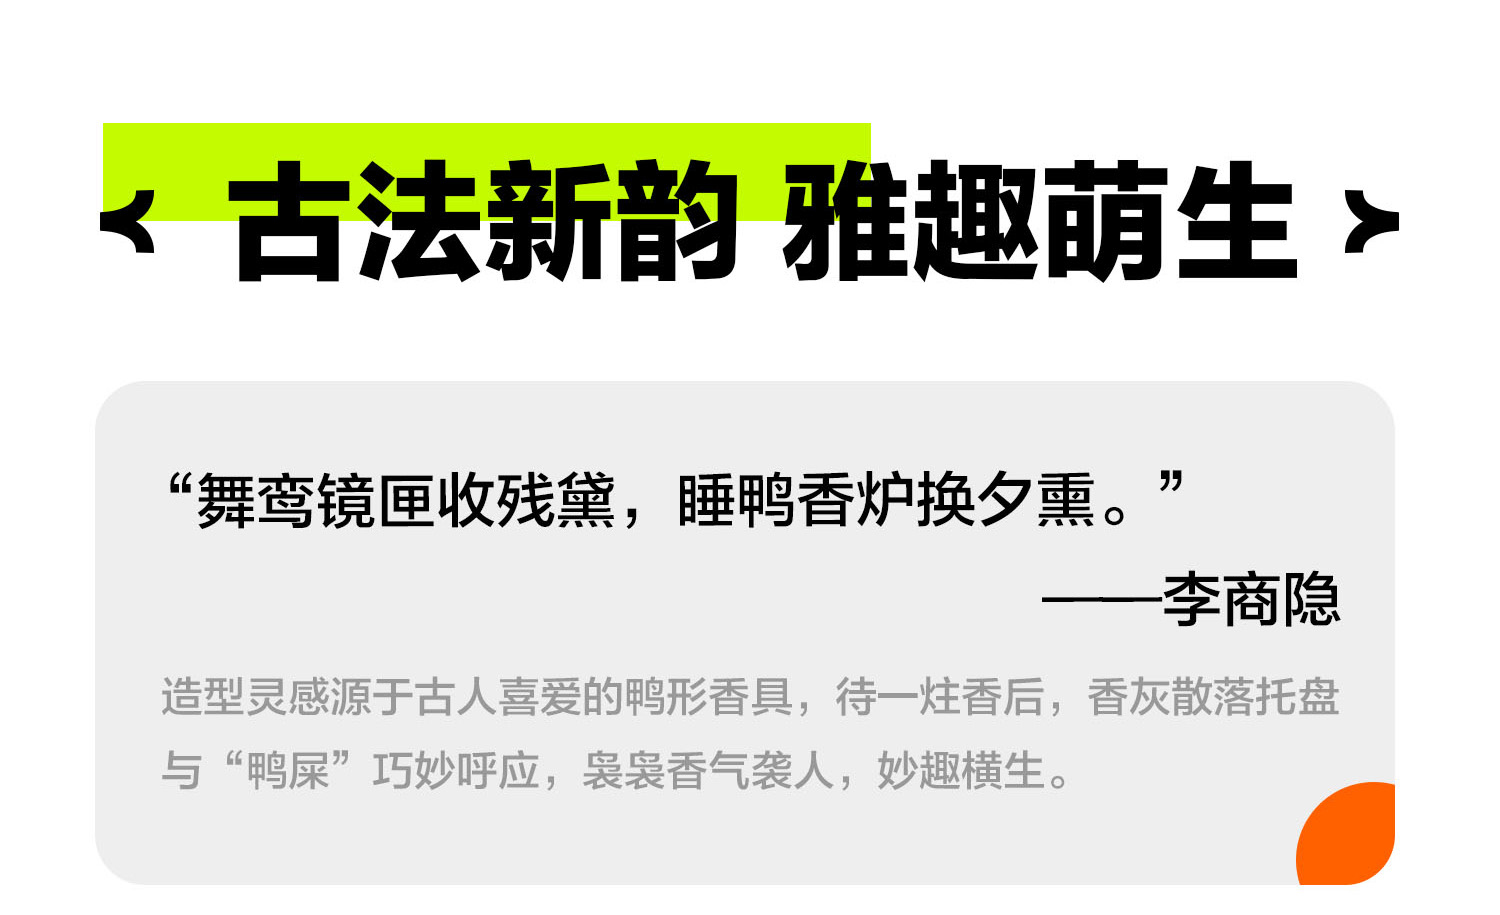 古法新韵 雅趣萌生
“舞鸾镜匣收残黛，睡鸭香炉换夕熏。”
——李商隐
造型灵感源于古人喜爱的鸭形香具，待一炷香后，香灰散落托盘
与“鸭屎”巧妙呼应，袅袅香气袭人，妙趣横生。